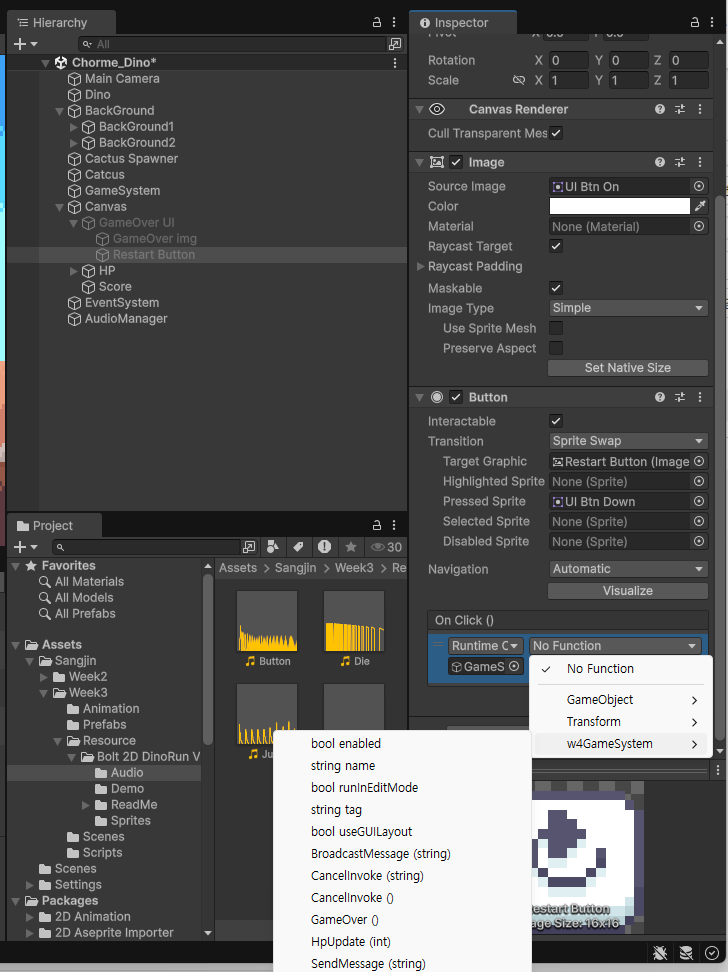 Hierarchy
All
Chorme_Dino*
Main Camera
Dino
BackGround
BackGround1
BackGround2
Cactus Spawner
Catcus
GameSystem
Canvas
GameOver UI
GameOver img
Restart Button
HP
Score
EventSystem
AudioManager
Project
30
Favorites
All Materials
All Models
All Prefabs
Assets
Sangjin
Week2
Week3
Animation
Prefabs
Resource
Bolt 2D DinoRun V
Audio
Demo
ReadMe
Sprites
Scenes
Scripts
Scenes
Settings
Packages
2D Animation
2D Aseprite Importer
Assets > Sangjin > Week3 > Re
Button
Die
Ju
Inspector
Rotation X 0 Y 0 Z 0
Scale X 1 Y 1 Z 1
Canvas Renderer
Cull Transparent Mes
Image
Source Image UI Btn On
Color
Material None (Material)
Raycast Target
Raycast Padding
Maskable
Image Type Simple
Use Sprite Mesh
Preserve Aspect
Set Native Size
Button
Interactable
Transition Sprite Swap
Target Graphic Restart Button (Image
Highlighted Sprite None (Sprite)
Pressed Sprite UI Btn Down
Selected Sprite None (Sprite)
Disabled Sprite None (Sprite)
Navigation Automatic
Visualize
On Click ()
Runtime C No Function
GameS
No Function
GameObject
Transform
w4GameSystem
bool enabled
string name
bool runInEditMode
string tag
bool useGUILayout
BroadcastMessage (string)
CancelInvoke (string)
CancelInvoke ()
GameOver ()
HpUpdate (int)
SendMessage (string)
estart Button
age Size: 16x16